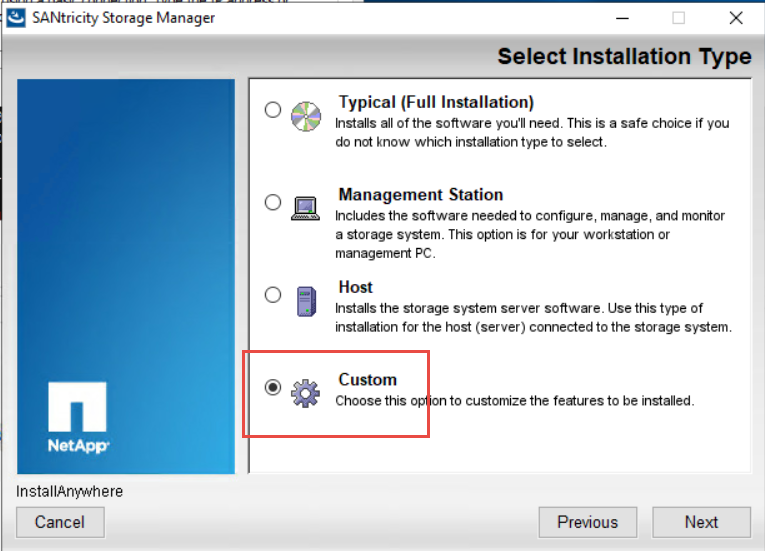 SANtricity Storage Manager
Select Installation Type
Typical (Full Installation)
Installs all of the software you'll need. This is a safe choice if you
do not know which installation type to select.
Management Station
Includes the software needed to configure, manage, and monitor
a storage system. This option is for your workstation or
management PC.
Host
Installs the storage system server software. Use this type of
installation for the host (server) connected to the storage system.
Custom
Choose this option to customize the features to be installed.
NetApp
InstallAnywhere
Cancel
Previous
Next